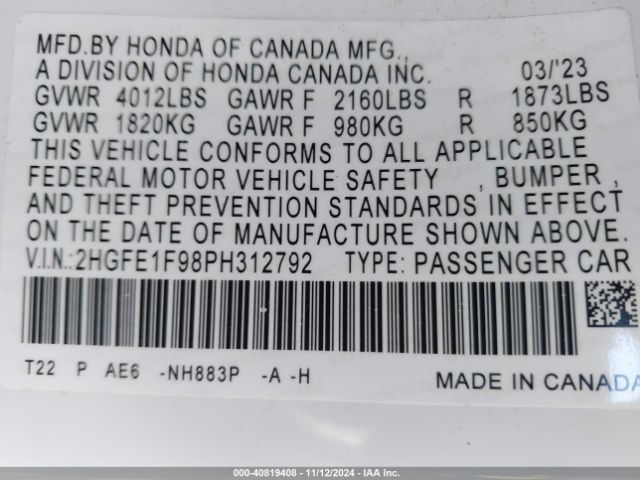 MFD.BY HONDA OF CANADA MFG.,
A DIVISION OF HONDA CANADA INC. 03/'23
GVWR 4012LBS GAWR F 2160LBS R 1873LBS
GVWR 1820KG GAWR F 980KG R 850KG
THIS VEHICLE CONFORMS TO ALL APPLICABLE
FEDERAL MOTOR VEHICLE SAFETY , BUMPER ,
AND THEFT PREVENTION STANDARDS IN EFFECT
ON THE DATE OF MANUFACTURE SHOWN ABOVE.
V.I.N.:2HGFE1F98PH312792 TYPE: PASSENGER CAR
T22 P AE6 -NH883P -A -H
MADE IN CANADA
000-40819408 - 11/12/2024 - IAA Inc.